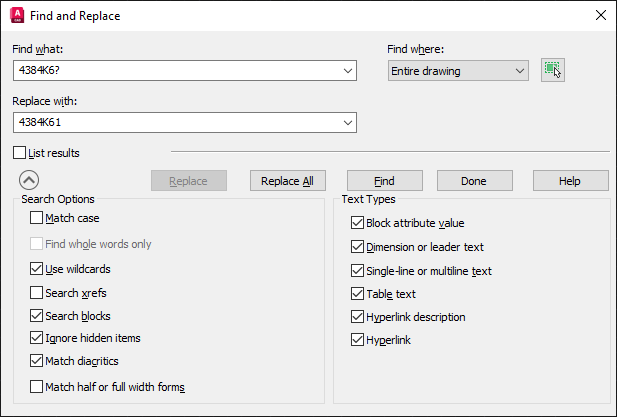 Find and Replace
Find what:
4384K6?
Find where:
Entire drawing
Replace with:
4384K61
List results
Replace
Replace All
Find
Done
Help
Search Options
Match case
Find whole words only
Use wildcards
Search xrefs
Search blocks
Ignore hidden items
Match diacritics
Match half or full width forms
Text Types
Block attribute value
Dimension or leader text
Single-line or multiline text
Table text
Hyperlink description
Hyperlink